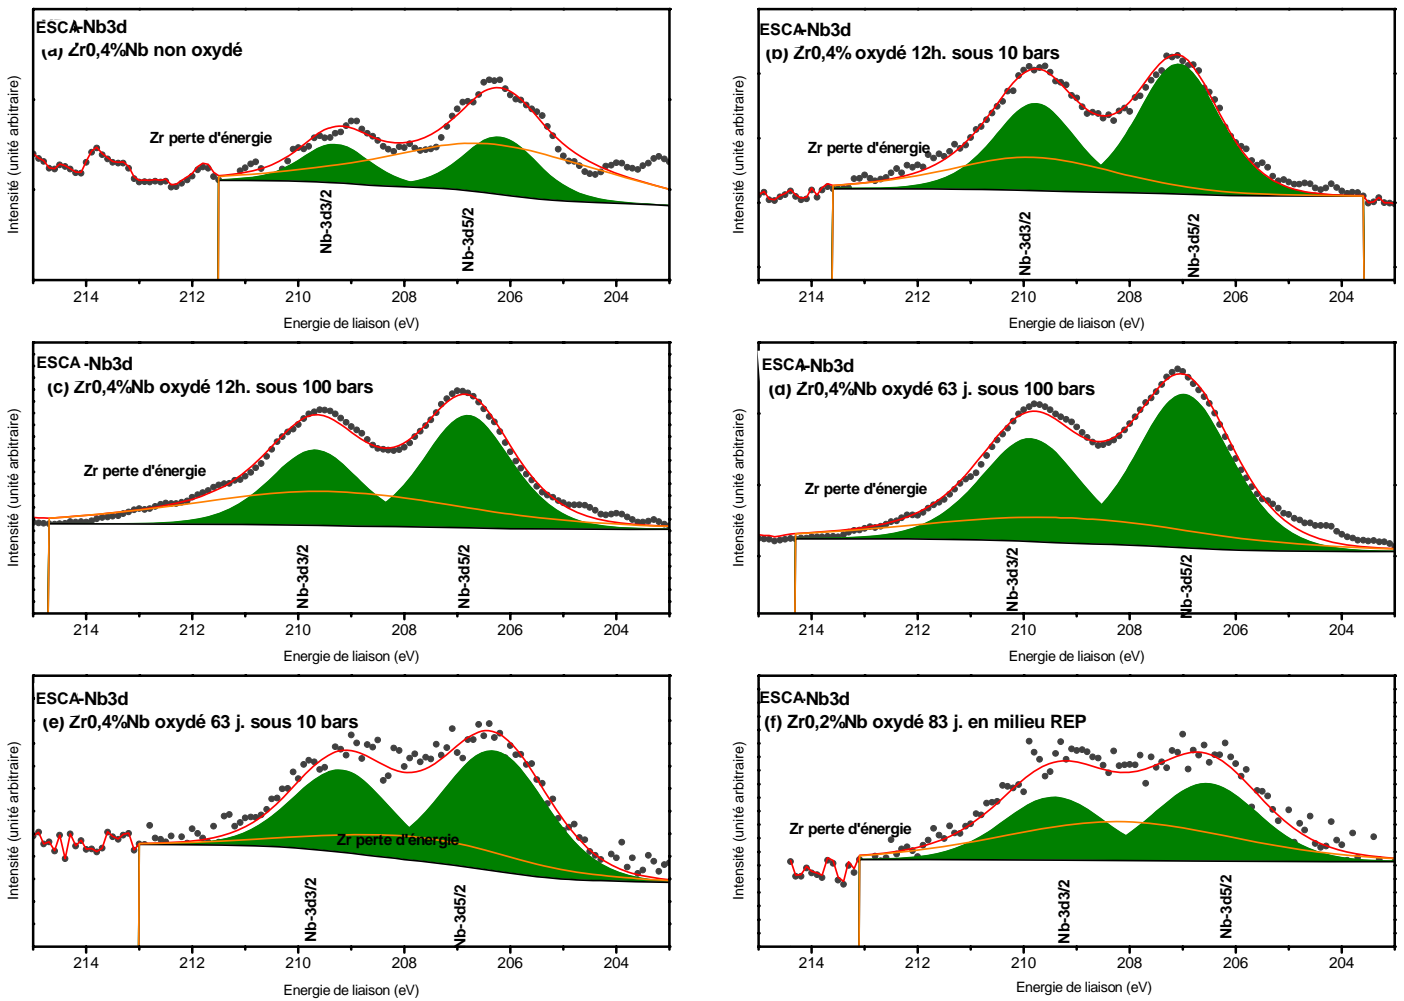 ESCA-Nb3d
(a) Zr0,4%Nb non oxydé
Zr perte d'énergie
Nb-3d3/2
Nb-3d5/2
Intensité (unité arbitraire)
214 212 210 208 206 204
Energie de liaison (eV)
ESCA-Nb3d
(b) Zr0,4% oxydé 12h. sous 10 bars
Zr perte d'énergie
Nb-3d3/2
Nb-3d5/2
Intensité (unité arbitraire)
214 212 210 208 206 204
Energie de liaison (eV)
ESCA -Nb3d
(c) Zr0,4%Nb oxydé 12h. sous 100 bars
Zr perte d'énergie
Nb-3d3/2
Nb-3d5/2
Intensité (unité arbitraire)
214 212 210 208 206 204
Energie de liaison (eV)
ESCA-Nb3d
(d) Zr0,4%Nb oxydé 63 j. sous 100 bars
Zr perte d'énergie
Nb-3d3/2
Nb-3d5/2
Intensité (unité arbitraire)
214 212 210 208 206 204
Energie de liaison (eV)
ESCA-Nb3d
(e) Zr0,4%Nb oxydé 63 j. sous 10 bars
Zr perte d'énergie
Nb-3d3/2
Nb-3d5/2
Intensité (unité arbitraire)
214 212 210 208 206 204
Energie de liaison (eV)
ESCA-Nb3d
(f) Zr0,2%Nb oxydé 83 j. en milieu REP
Zr perte d'énergie
Nb-3d3/2
Nb-3d5/2
Intensité (unité arbitraire)
214 212 210 208 206 204
Energie de liaison (eV)